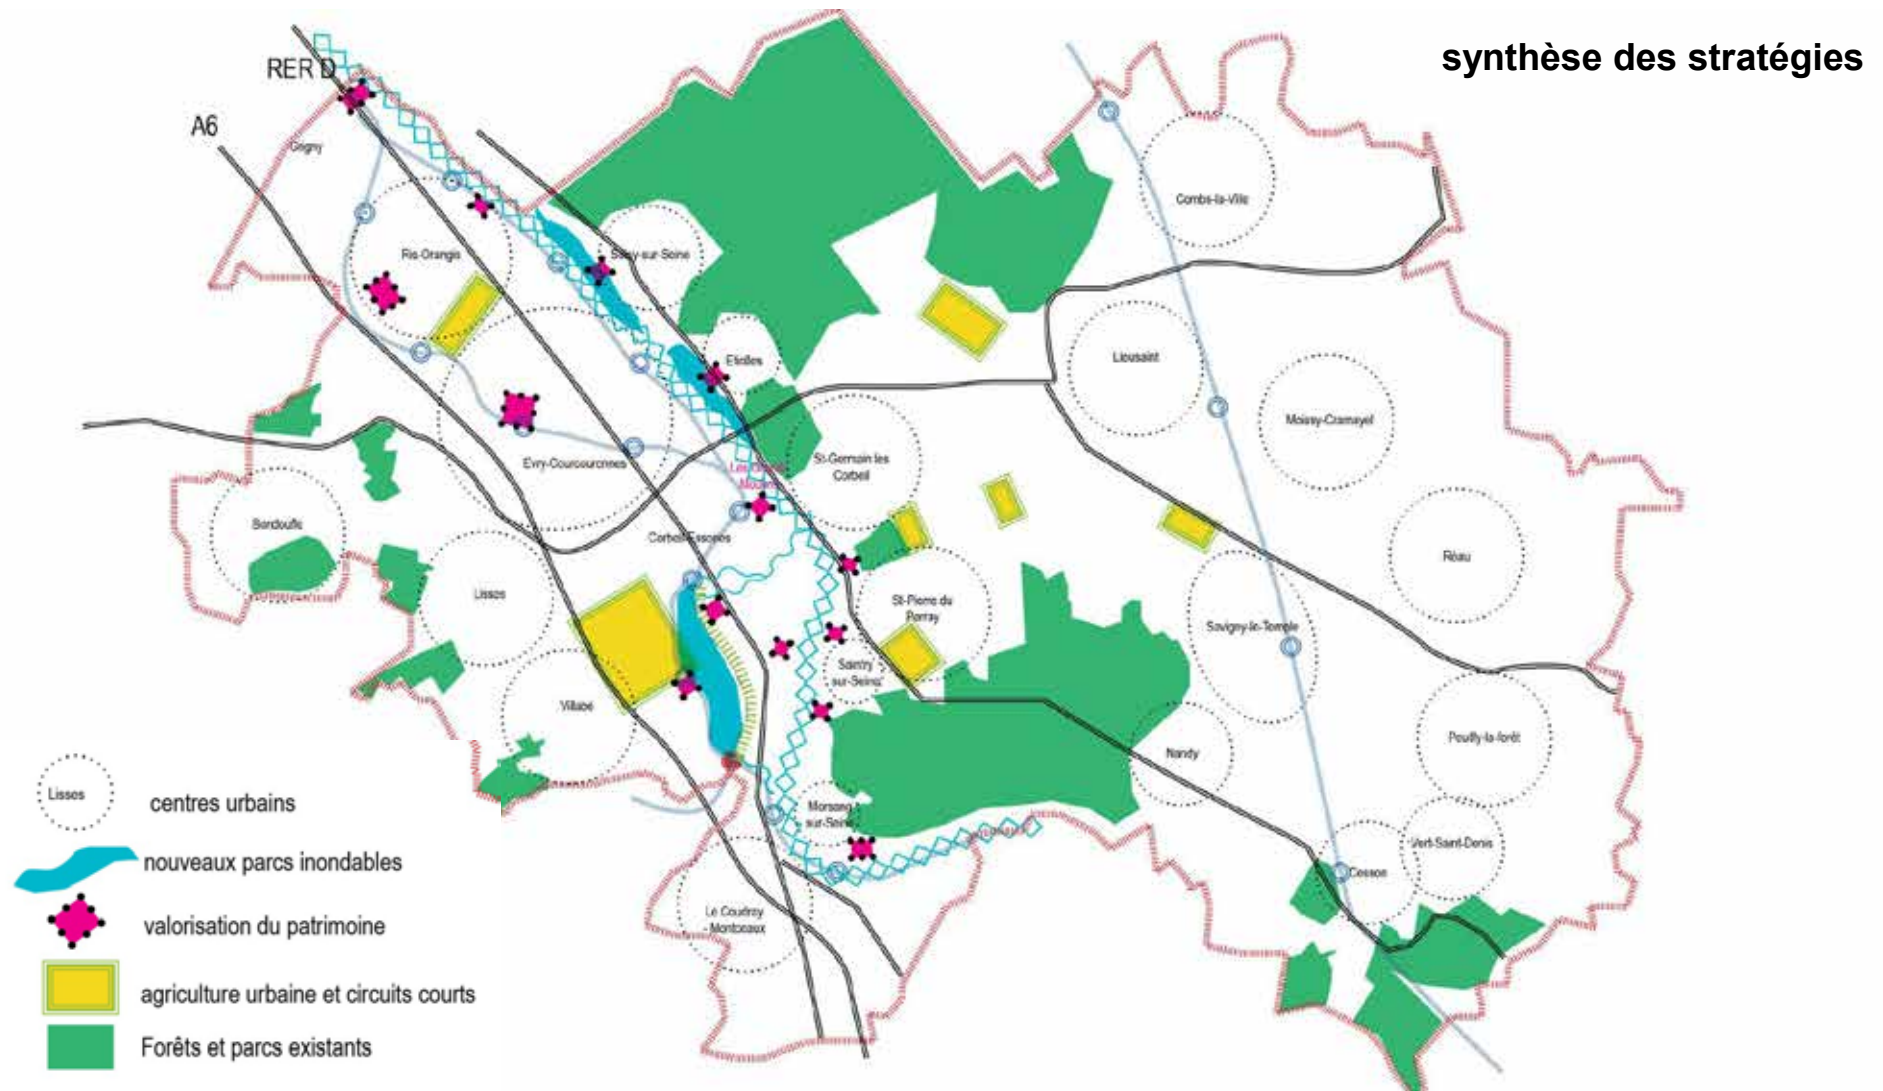 synthèse des stratégies
RER D
A6
Grigny
Combs-la-Ville
Ris-Orangis
Soisy-sur-Seine
Lieusaint
Etiolles
Moissy-Cramayel
Evry-Courcouronnes
St-Germain les
Corbeil
Bondoufle
Corbeil-Essonnes
Réau
Lisses
St-Pierre du
Perray
Savigny-le-Temple
Saintry
sur-Seine
Villabé
Nandy
Pouilly-la-forêt
Morsang
sur-Seine
Vert-Saint-Denis
Cesson
Le Coudray
- Montceaux
Lisses
centres urbains
nouveaux parcs inondables
valorisation du patrimoine
agriculture urbaine et circuits courts
Forêts et parcs existants